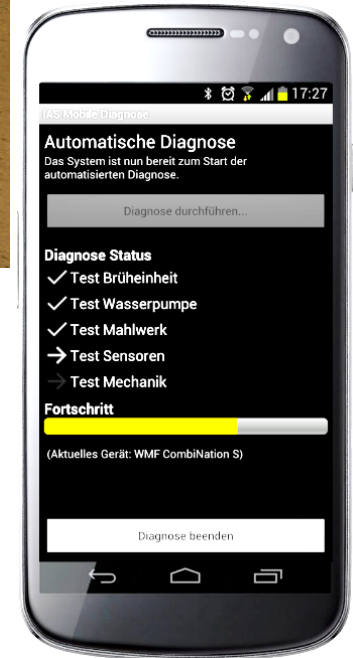 17:27
IAS Mobile Diagnose
Automatische Diagnose
Das System ist nun bereit zum Start der
automatisierten Diagnose.
Diagnose durchführen...
Diagnose Status
Test Brüheinheit
Test Wasserpumpe
Test Mahlwerk
Test Sensoren
Test Mechanik
Fortschritt
(Aktuelles Gerät: WMF CombiNation S)
Diagnose beenden